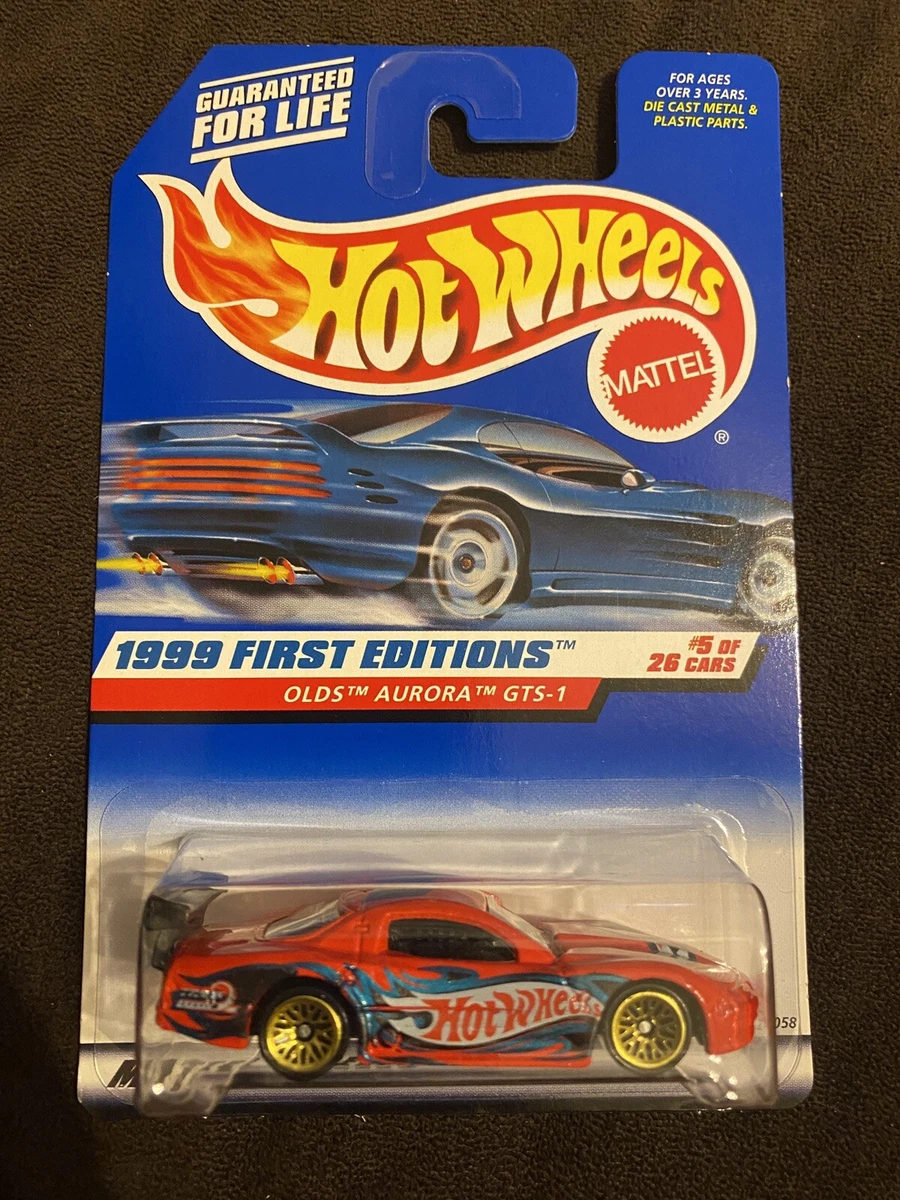 GUARANTEED
FOR LIFE
FOR AGES
OVER 3 YEARS.
DIE CAST METAL &
PLASTIC PARTS.
HOT WHEELS
MATTEL
®
1999 FIRST EDITIONS™
#5 OF
26 CARS
OLDS™ AURORA™ GTS-1
HOT WHEELS
058